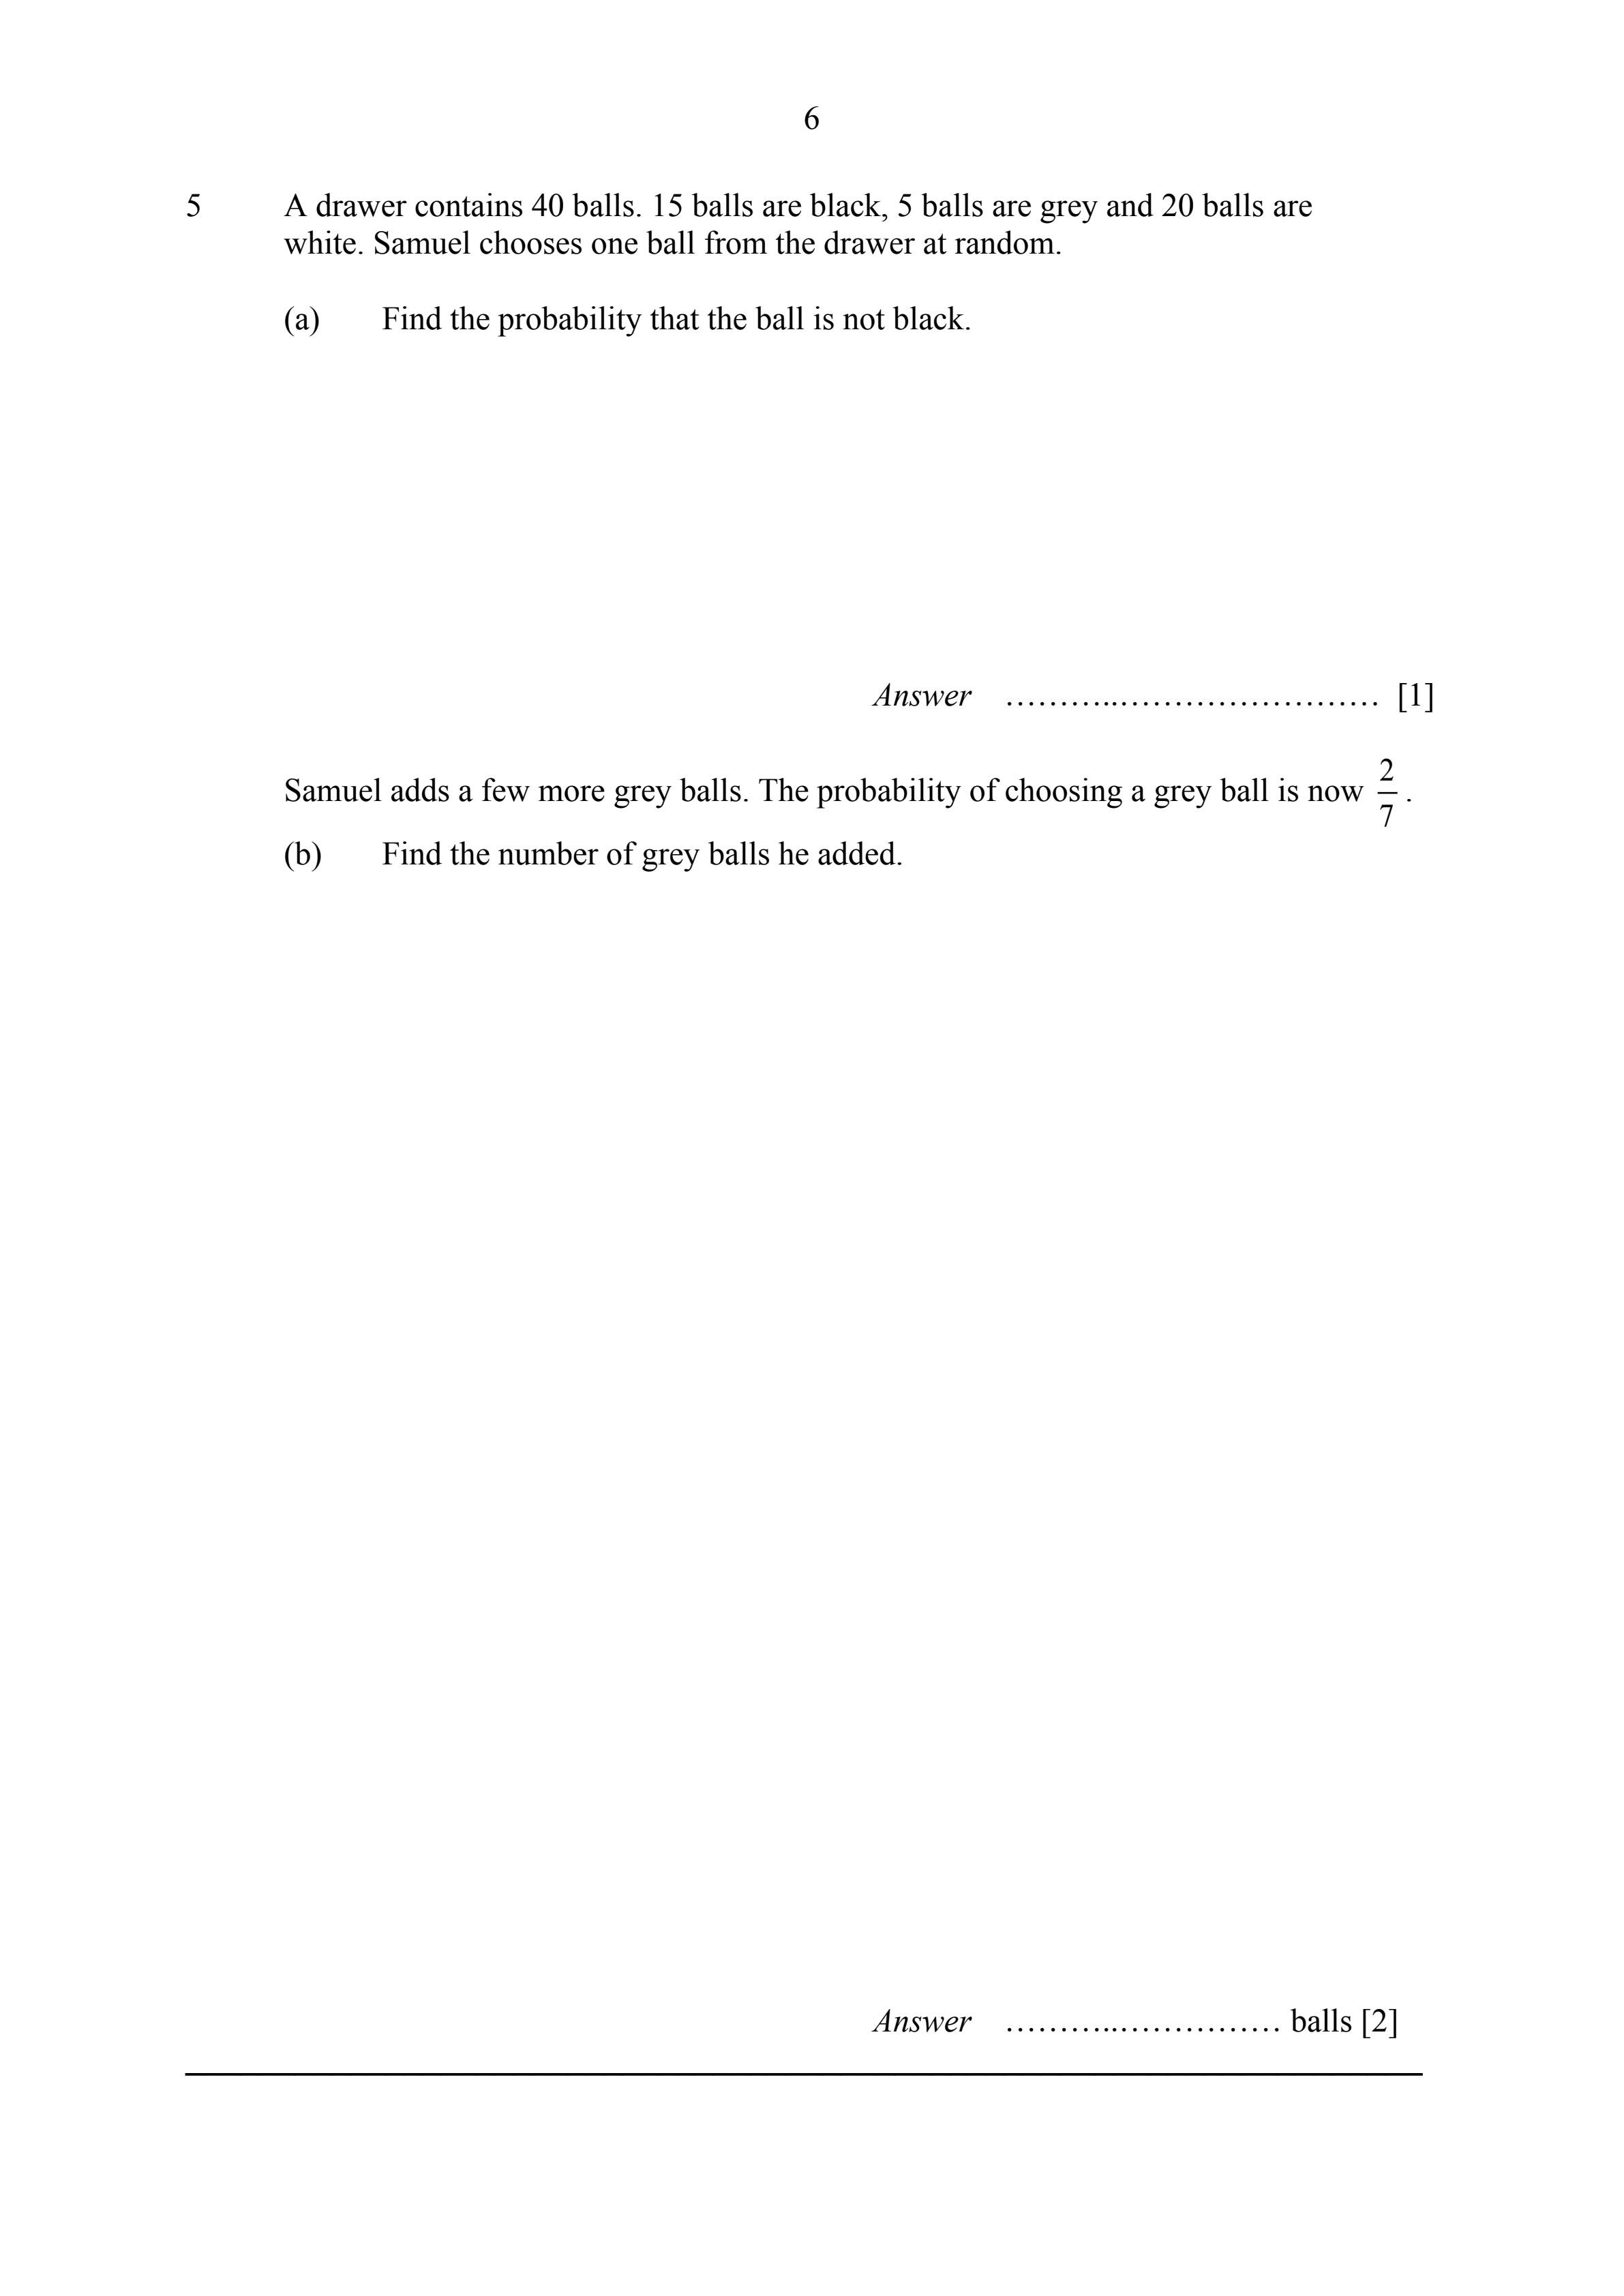 6
5 A drawer contains 40 balls. 15 balls are black, 5 balls are grey and 20 balls are
white. Samuel chooses one ball from the drawer at random.
(a) Find the probability that the ball is not black.
Answer ………..…………………… [1]
Samuel adds a few more grey balls. The probability of choosing a grey ball is now 2/7 .
(b) Find the number of grey balls he added.
Answer ………..…………… balls [2]